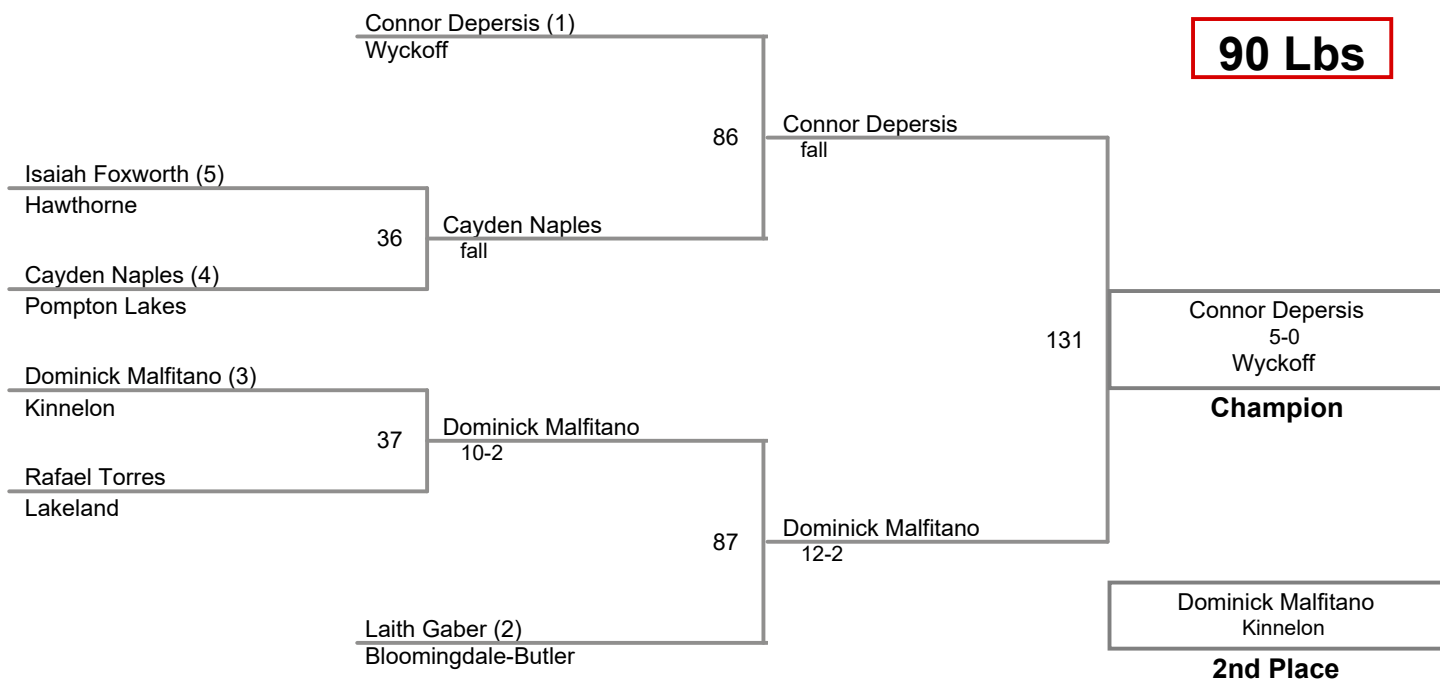 Connor Depersis (1)
Wyckoff
90 Lbs
86
Connor Depersis
fall
Isaiah Foxworth (5)
Hawthorne
36
Cayden Naples
fall
Cayden Naples (4)
Pompton Lakes
131
Connor Depersis
5-0
Wyckoff
Champion
Dominick Malfitano (3)
Kinnelon
37
Dominick Malfitano
10-2
Rafael Torres
Lakeland
87
Dominick Malfitano
12-2
Laith Gaber (2)
Bloomingdale-Butler
Dominick Malfitano
Kinnelon
2nd Place